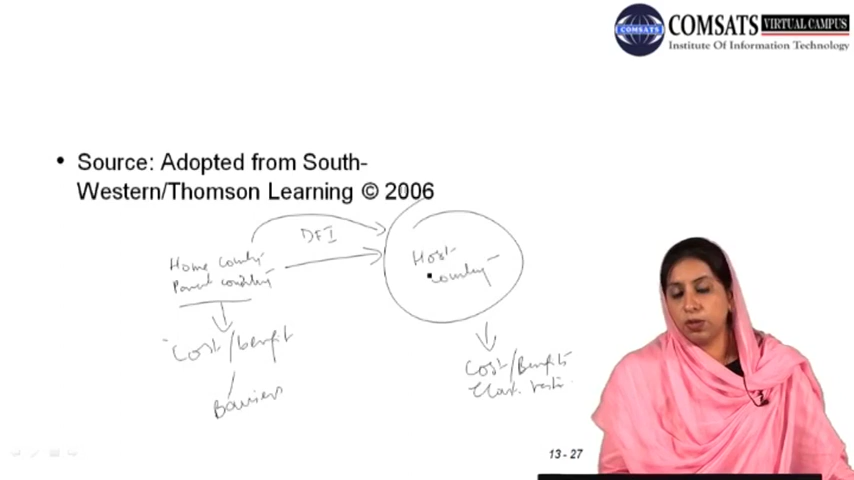 COMSATS VIRTUAL CAMPUS
Institute Of Information Technology
COMSATS
• Source: Adopted from South-
Western/Thomson Learning © 2006
DFI
Home country
Parent country
Host
country
Cost/benefit
Barriers
Cost/Benefits
13 - 27